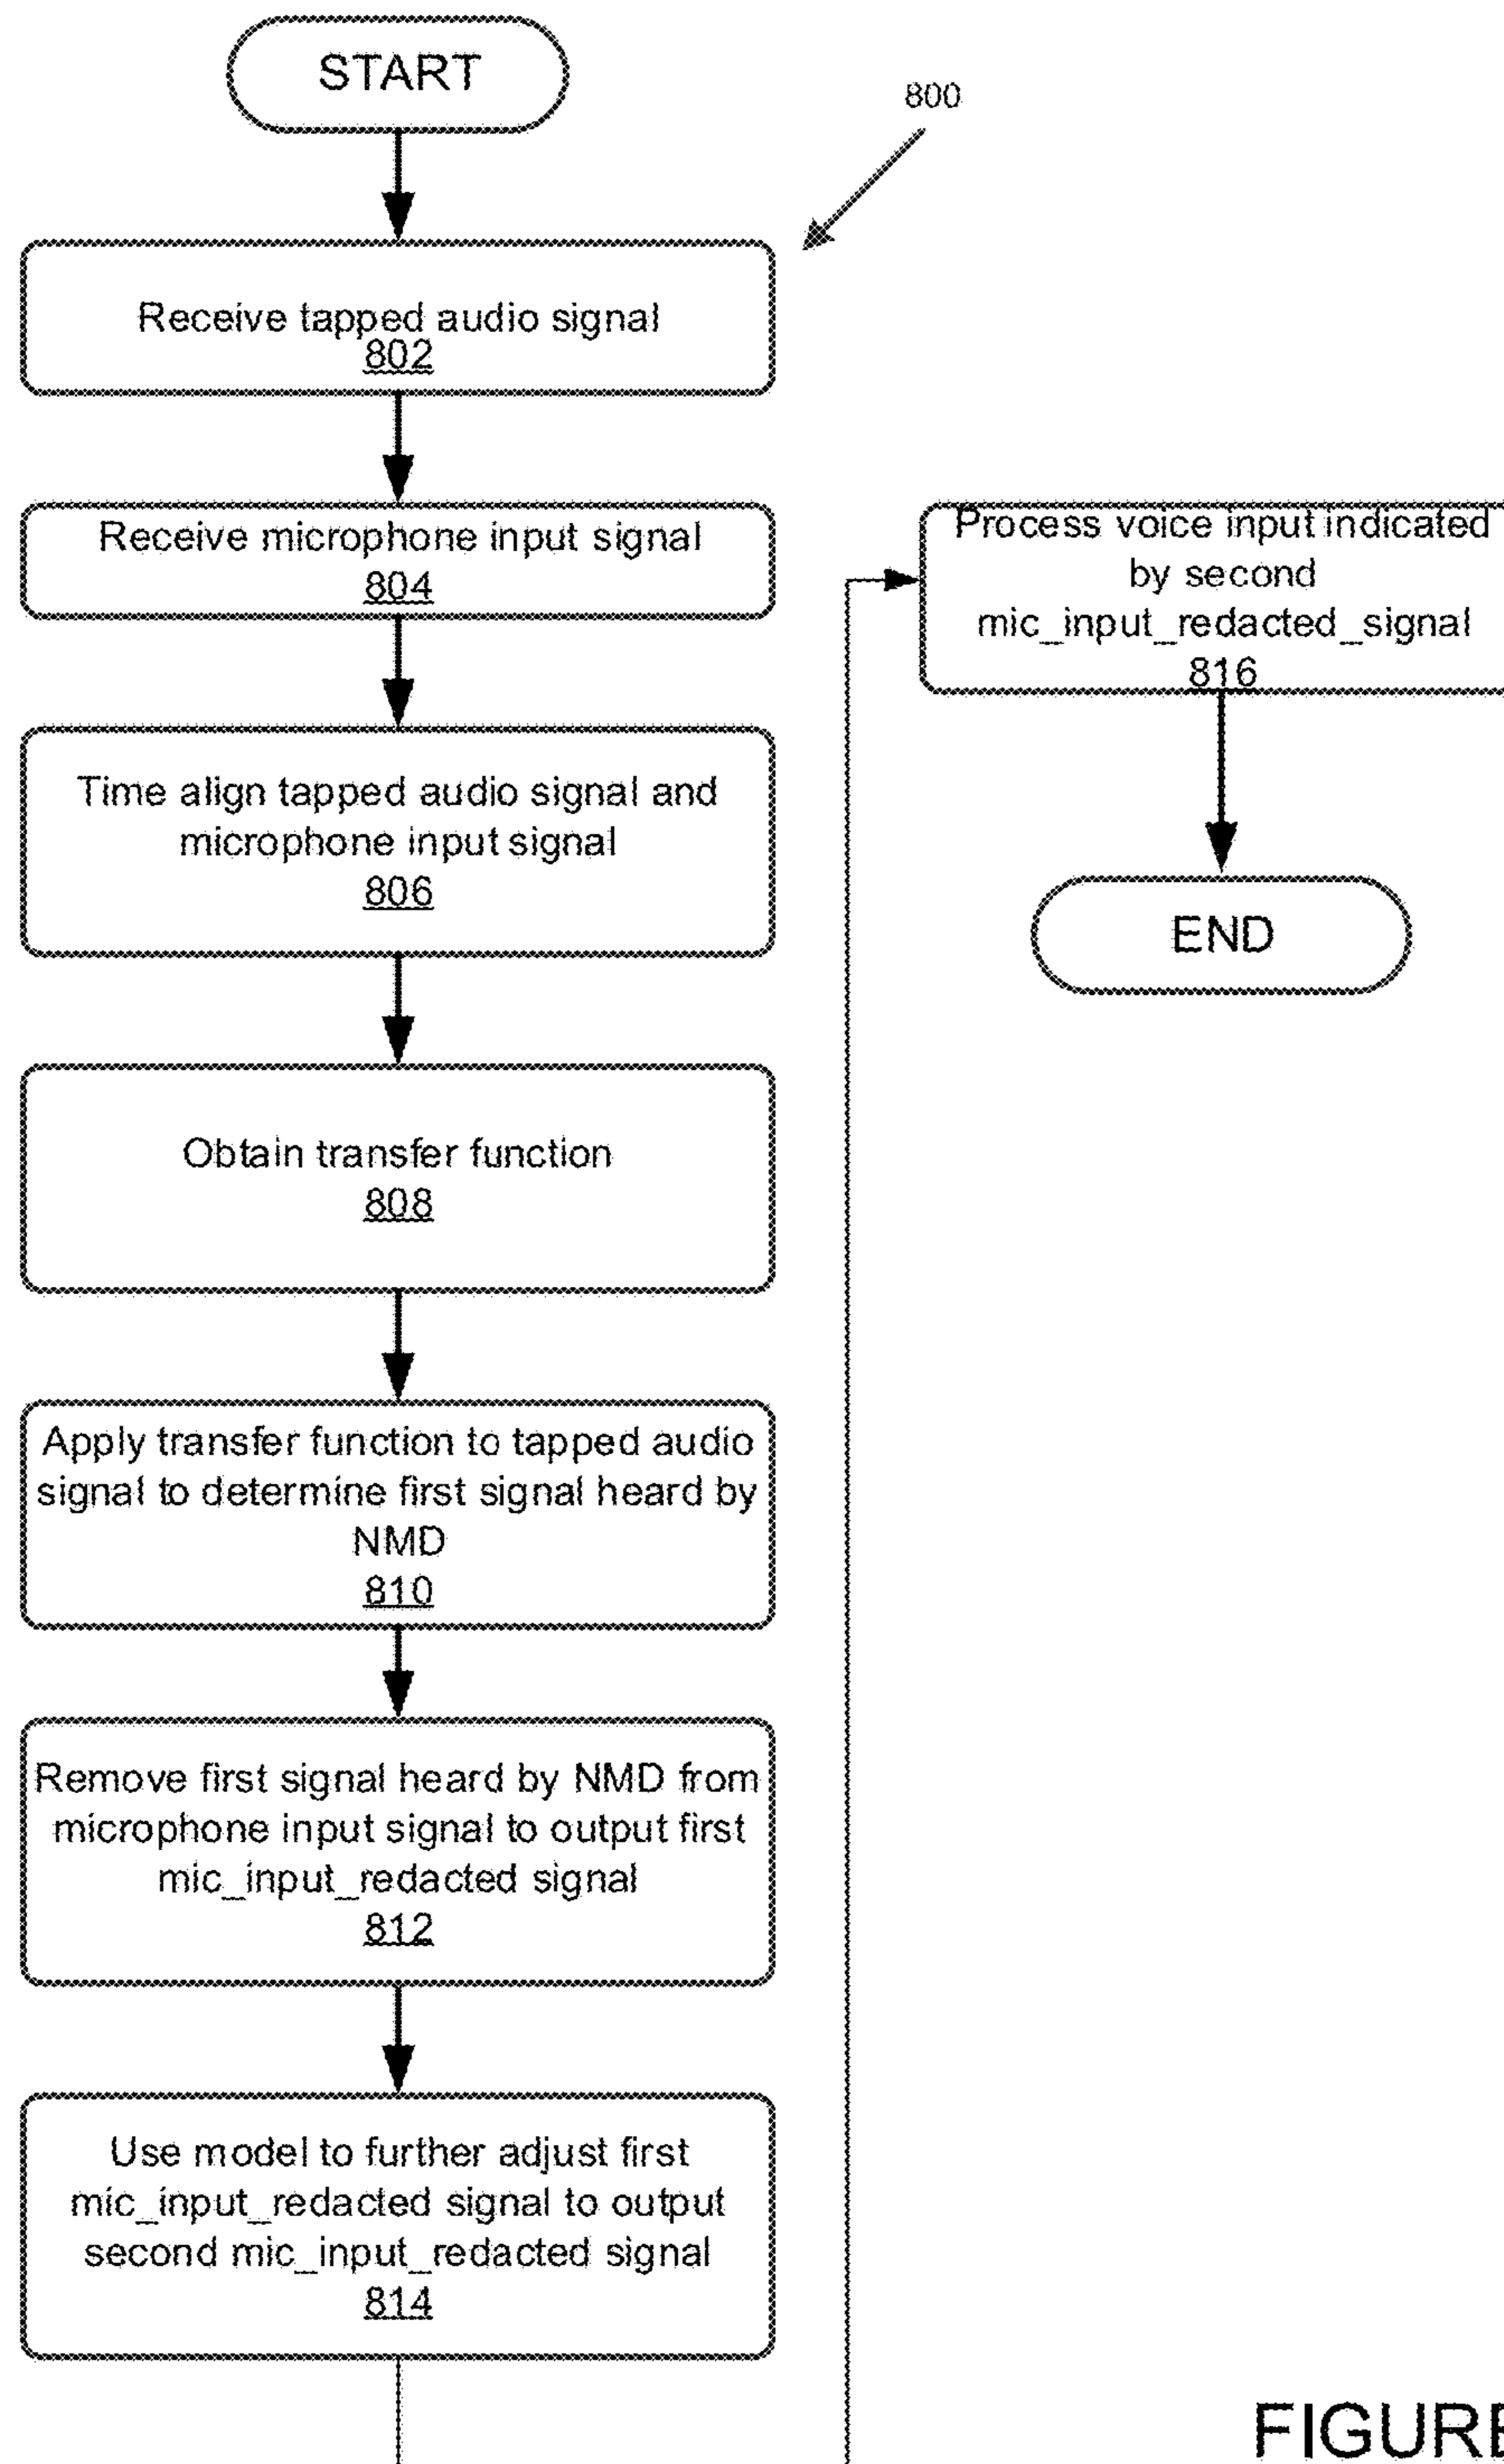 START
800
Receive tapped audio signal
802
Receive microphone input signal
804
Time align tapped audio signal and
microphone input signal
806
Obtain transfer function
808
Apply transfer function to tapped audio
signal to determine first signal heard by
NMD
810
Remove first signal heard by NMD from
microphone input signal to output first
mic_input_redacted signal
812
Use model to further adjust first
mic_input_redacted signal to output
second mic_input_redacted signal
814
Process voice input indicated
by second
mic_input_redacted_signal
816
END
FIGURE